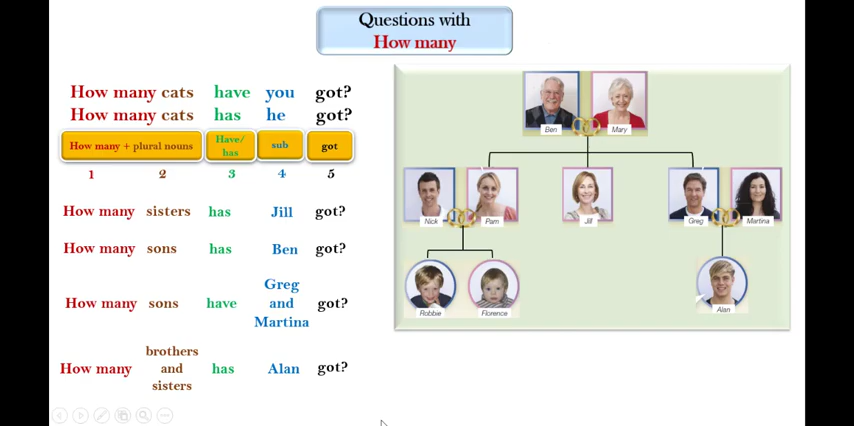 Questions with
How many
How many cats have you got?
How many cats has he got?
How many + plural nouns
Have/
has
sub
got
1 2 3 4 5
How many sisters has Jill got?
How many sons has Ben got?
How many sons have Greg and Martina got?
How many brothers and sisters has Alan got?
Ben
Mary
Nick
Pam
Jill
Greg
Martina
Robbie
Florence
Alan